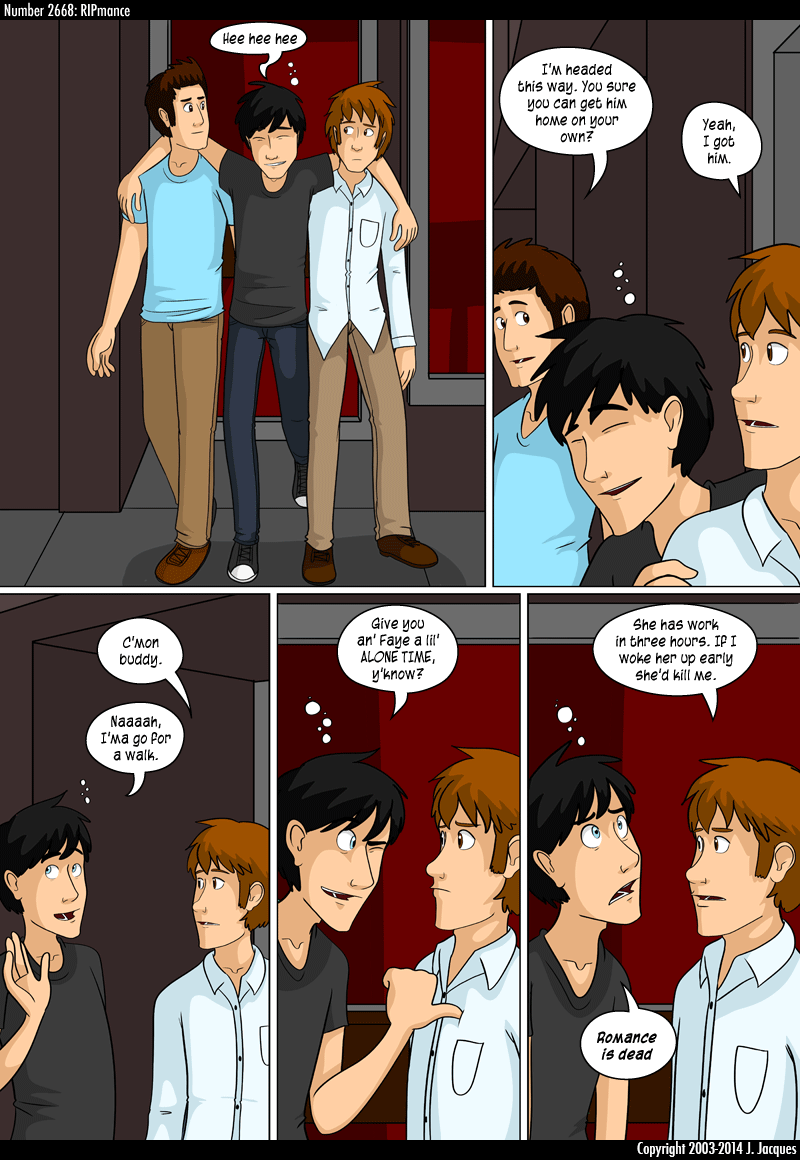 Number 2668: RIPmance
Hee hee hee
I'm headed
this way. You sure
you can get him
home on your
own?
Yeah,
I got
him.
C'mon
buddy.
Naaaah,
I'ma go for
a walk.
Give you
an' Faye a lil'
ALONE TIME,
y'know?
She has work
in three hours. If I
woke her up early
she'd kill me.
Romance
is dead
Copyright 2003-2014 J. Jacques